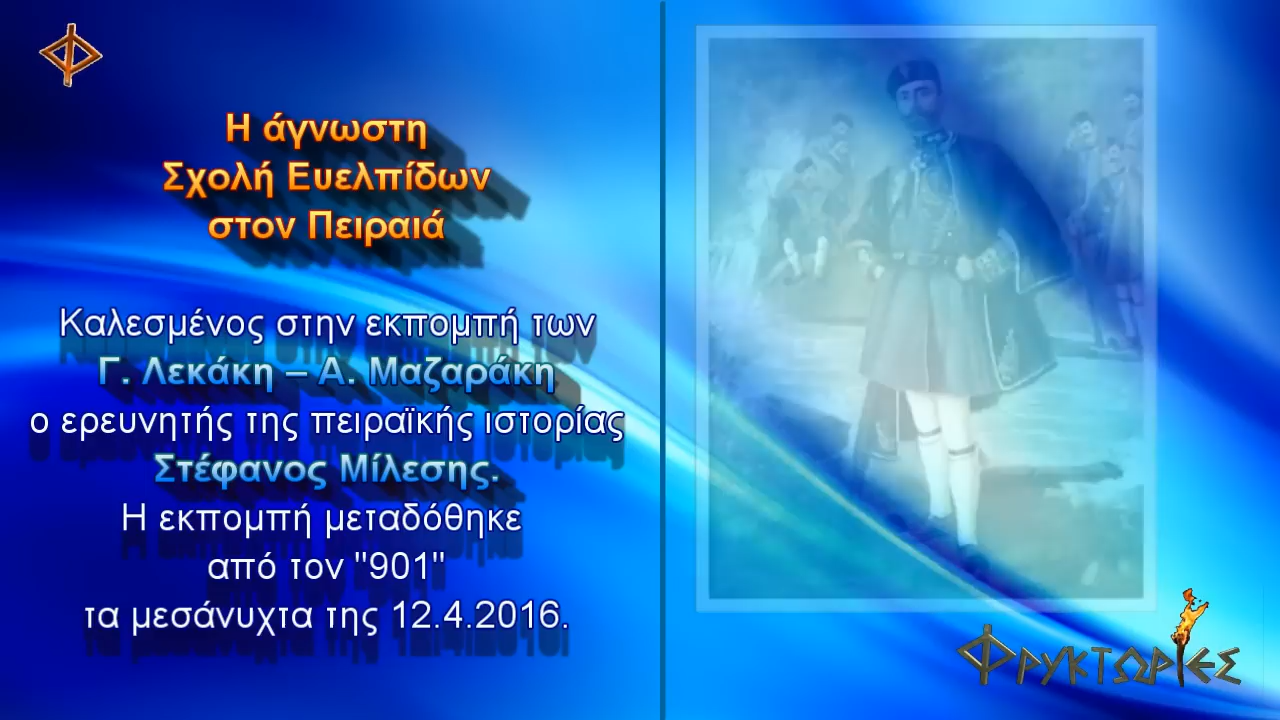 Η άγνωστη
Σχολή Ευελπίδων
στον Πειραιά
Καλεσμένος στην εκπομπή των
Γ. Λεκάκη – Α. Μαζαράκη
ο ερευνητής της πειραϊκής ιστορίας
Στέφανος Μίλεσης.
Η εκπομπή μεταδόθηκε
από τον "901"
τα μεσάνυχτα της 12.4.2016.
ΦΡΥΚΤΩΡΙΕΣ